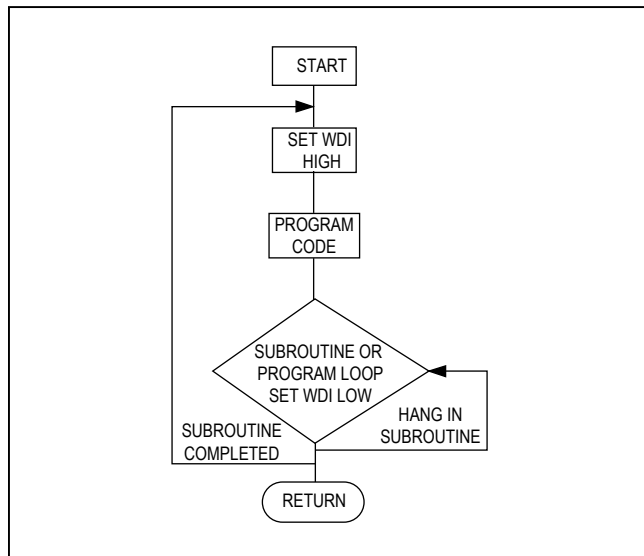 START
SET WDI
HIGH
PROGRAM
CODE
SUBROUTINE OR
PROGRAM LOOP
SET WDI LOW
SUBROUTINE
COMPLETED
HANG IN
SUBROUTINE
RETURN